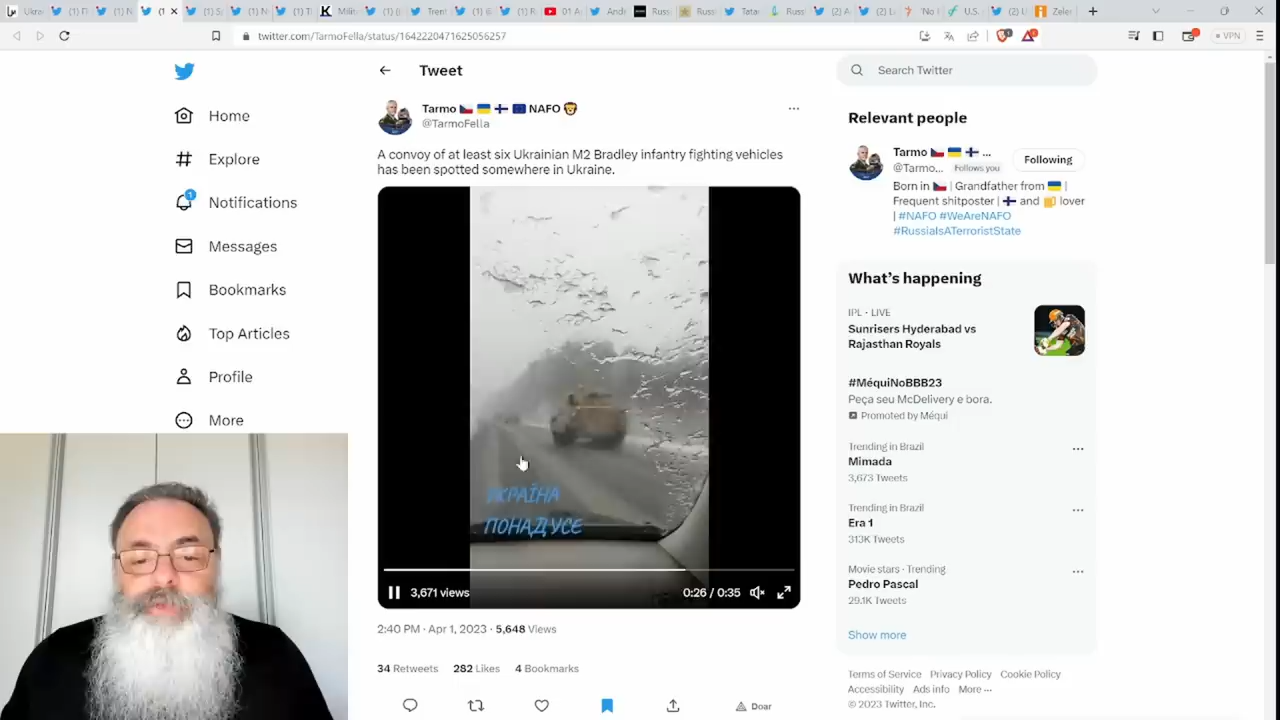 twitter.com/TarmoFella/status/1642220471625056257
VPN
Home
Explore
1
Notifications
Messages
Bookmarks
Top Articles
Profile
More
Tweet
Tarmo 🇨🇿 🇺🇦 🇫🇮 🇪🇺 NAFO 🦁
@TarmoFella
A convoy of at least six Ukrainian M2 Bradley infantry fighting vehicles
has been spotted somewhere in Ukraine.
УКРАЇНА
ПОНАД УСЕ
3,671 views
0:26 / 0:35
2:40 PM · Apr 1, 2023 · 5,648 Views
34 Retweets 282 Likes 4 Bookmarks
Doar
Search Twitter
Relevant people
Tarmo 🇨🇿 🇺🇦 🇫🇮 ...
@Tarmo... Follows you
Following
Born in 🇨🇿 | Grandfather from 🇺🇦 |
Frequent shitposter | 🇫🇮 and 🍻 lover
| #NAFO #WeAreNAFO
#RussiaIsATerroristState
What's happening
IPL · LIVE
Sunrisers Hyderabad vs
Rajasthan Royals
#MéquiNoBBB23
Peça seu McDelivery e bora.
Promoted by Méqui
Trending in Brazil
Mimada
3,673 Tweets
Trending in Brazil
Era 1
313K Tweets
Movie stars · Trending
Pedro Pascal
29.1K Tweets
Show more
Terms of Service Privacy Policy Cookie Policy
Accessibility Ads info More ...
© 2023 Twitter, Inc.